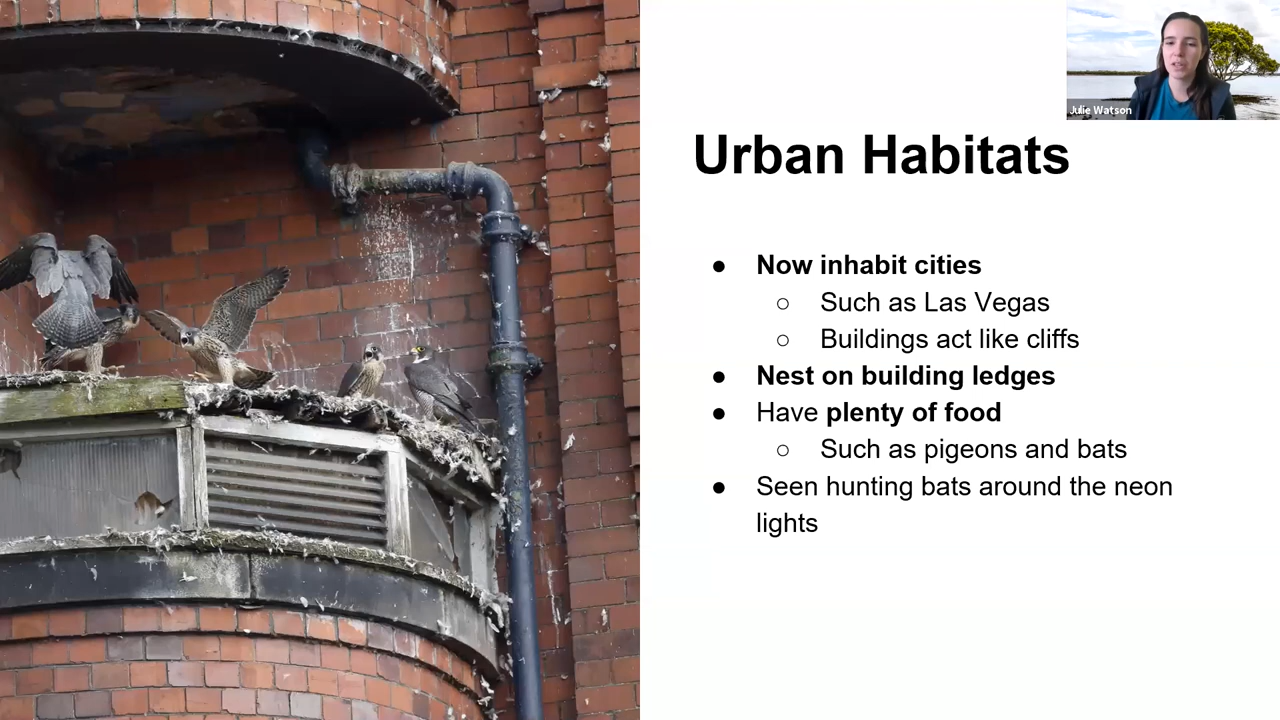 Julie Watson
Urban Habitats
● Now inhabit cities
○ Such as Las Vegas
○ Buildings act like cliffs
● Nest on building ledges
● Have plenty of food
○ Such as pigeons and bats
● Seen hunting bats around the neon
lights